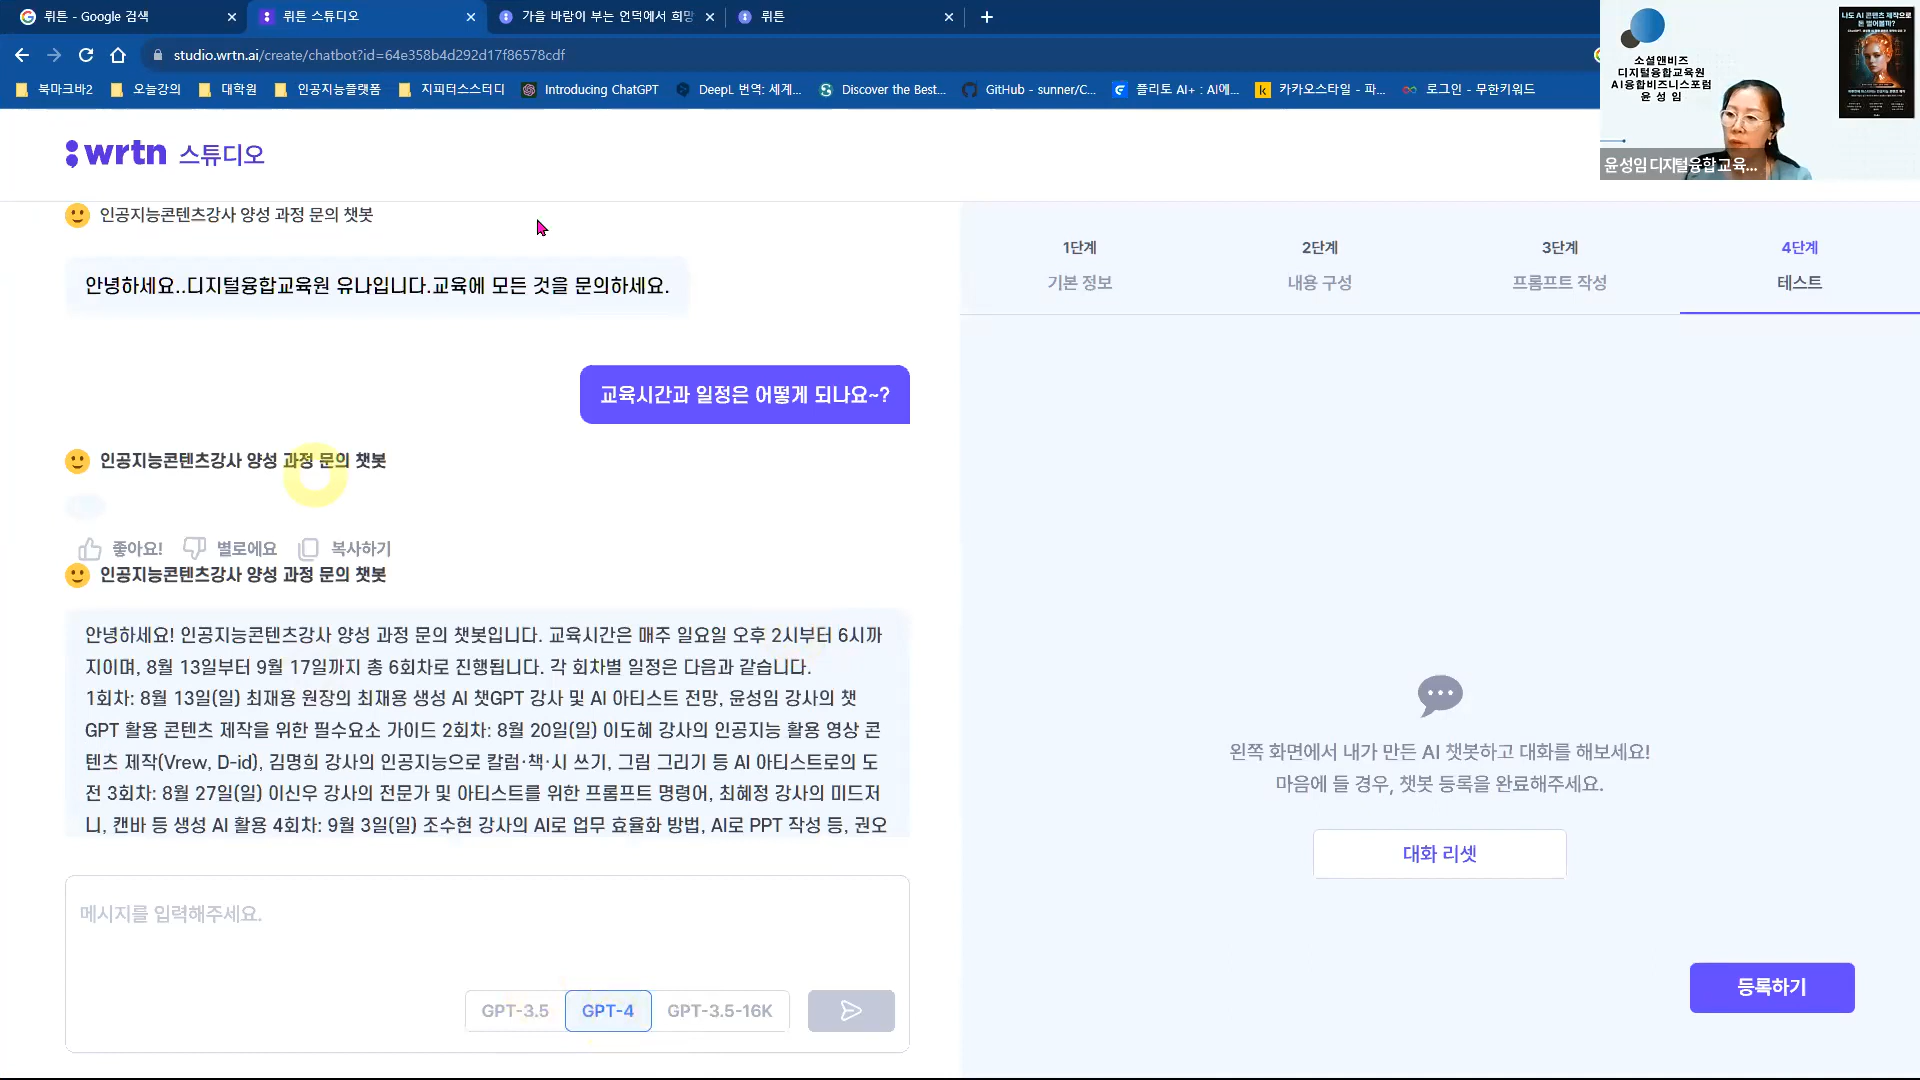 뤼튼 - Google 검색
뤼튼 스튜디오
가을 바람이 부는 언덕에서 희망
뤼튼
studio.wrtn.ai/create/chatbot?id=64e358b4d292d17f86578cdf
북마크바2
오늘강의
대학원
인공지능플랫폼
지피터스스터디
Introducing ChatGPT
DeepL 번역: 세계...
Discover the Best...
GitHub - sunner/C...
플리토 AI+ : AI에...
카카오스타일 - 파...
로그인 - 무한키워드
소셜앤비즈
디지털융합교육원
AI융합비즈니스포럼
윤 성 임
나도 AI 콘텐츠 제작으로
돈 벌어볼까?
윤성임 디지털융합교육...
wrtn 스튜디오
인공지능콘텐츠강사 양성 과정 문의 챗봇
안녕하세요..디지털융합교육원 유나입니다.교육에 모든 것을 문의하세요.
교육시간과 일정은 어떻게 되나요~?
인공지능콘텐츠강사 양성 과정 문의 챗봇
좋아요!
별로에요
복사하기
인공지능콘텐츠강사 양성 과정 문의 챗봇
안녕하세요! 인공지능콘텐츠강사 양성 과정 문의 챗봇입니다. 교육시간은 매주 일요일 오후 2시부터 6시까
지이며, 8월 13일부터 9월 17일까지 총 6회차로 진행됩니다. 각 회차별 일정은 다음과 같습니다.
1회차: 8월 13일(일) 최재용 원장의 최재용 생성 AI 챗GPT 강사 및 AI 아티스트 전망, 윤성임 강사의 챗
GPT 활용 콘텐츠 제작을 위한 필수요소 가이드 2회차: 8월 20일(일) 이도혜 강사의 인공지능 활용 영상 콘
텐츠 제작(Vrew, D-id), 김명희 강사의 인공지능으로 칼럼·책·시 쓰기, 그림 그리기 등 AI 아티스트로의 도
전 3회차: 8월 27일(일) 이신우 강사의 전문가 및 아티스트를 위한 프롬프트 명령어, 최혜정 강사의 미드저
니, 캔바 등 생성 AI 활용 4회차: 9월 3일(일) 조수현 강사의 AI로 업무 효율화 방법, AI로 PPT 작성 등, 권오
메시지를 입력해주세요.
GPT-3.5
GPT-4
GPT-3.5-16K
1단계
기본 정보
2단계
내용 구성
3단계
프롬프트 작성
4단계
테스트
왼쪽 화면에서 내가 만든 AI 챗봇하고 대화를 해보세요!
마음에 들 경우, 챗봇 등록을 완료해주세요.
대화 리셋
등록하기